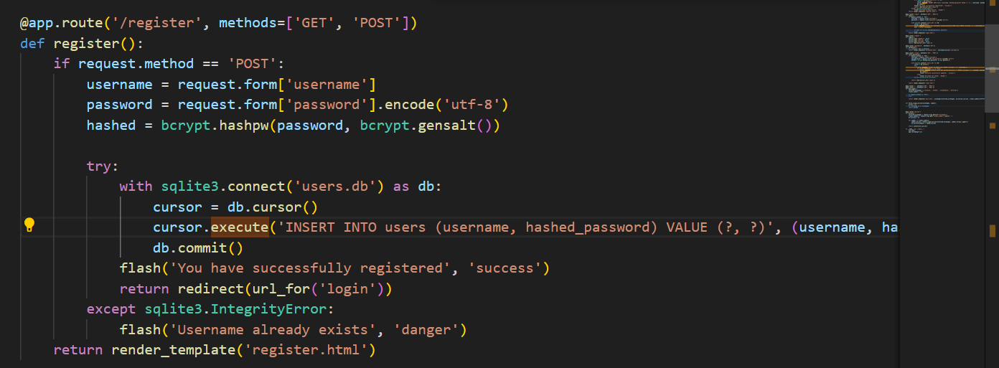 @app.route('/register', methods=['GET', 'POST'])
def register():
    if request.method == 'POST':
        username = request.form['username']
        password = request.form['password'].encode('utf-8')
        hashed = bcrypt.hashpw(password, bcrypt.gensalt())
        try:
            with sqlite3.connect('users.db') as db:
                cursor = db.cursor()
                cursor.execute('INSERT INTO users (username, hashed_password) VALUE (?, ?)', (username, ha
                db.commit()
            flash('You have successfully registered', 'success')
            return redirect(url_for('login'))
        except sqlite3.IntegrityError:
            flash('Username already exists', 'danger')
    return render_template('register.html')